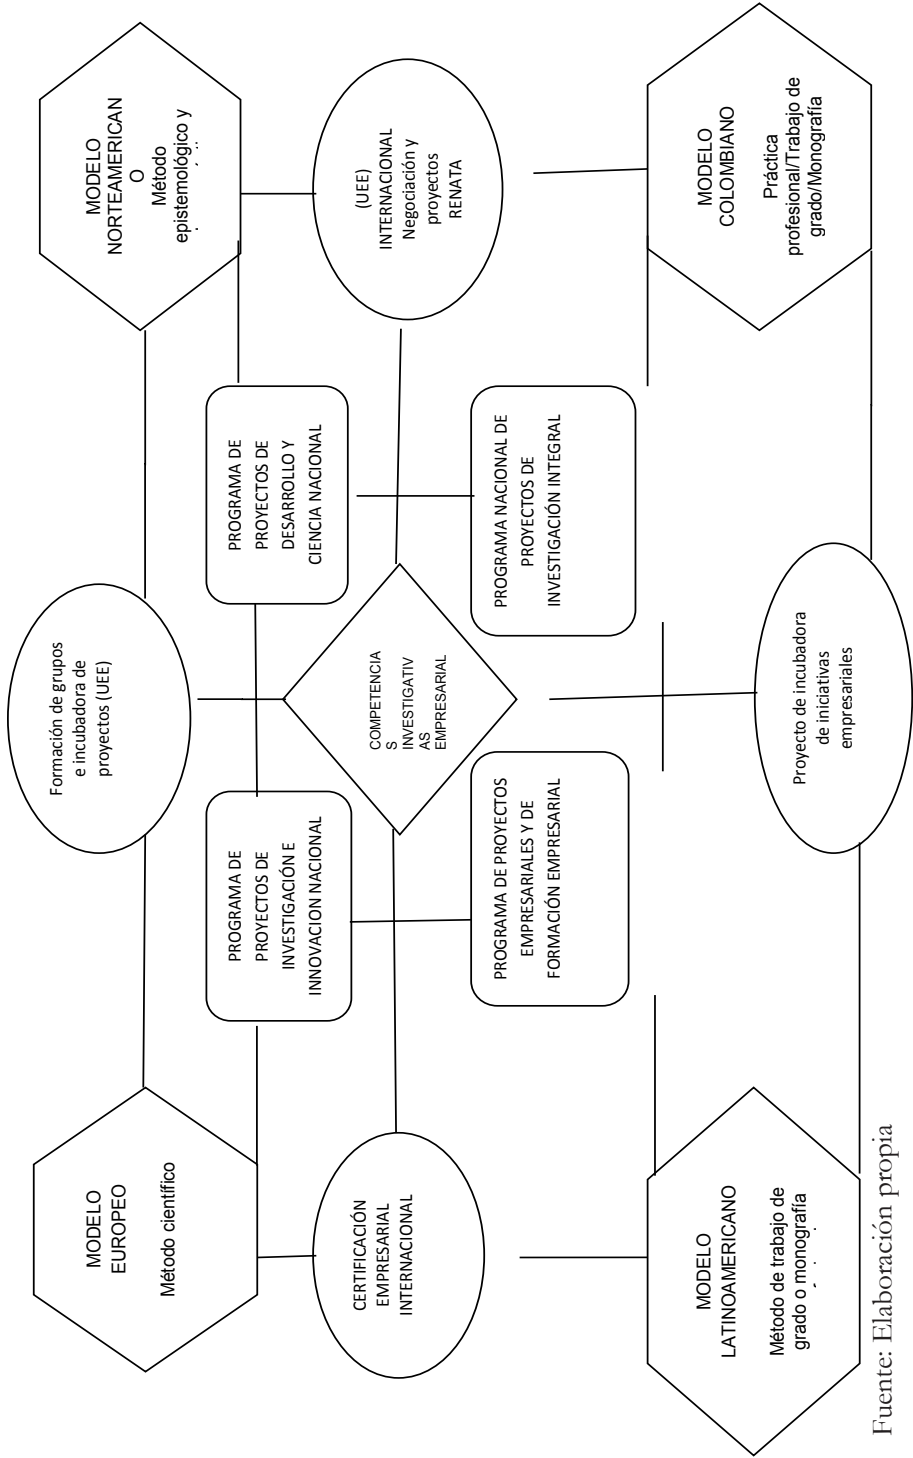 MODELO
EUROPEO
Método científico
Formación de grupos
e incubadora de
proyectos (UEE)
MODELO
NORTEAMERICAN
O
Método
epistemológico y
PROGRAMA DE
PROYECTOS DE
INVESTIGACIÓN E
INNOVACION NACIONAL
PROGRAMA DE
PROYECTOS DE
DESARROLLO Y
CIENCIA NACIONAL
CERTIFICACIÓN
EMPRESARIAL
INTERNACIONAL
COMPETENCIA
S
INVESTIGATIV
AS
EMPRESARIAL
(UEE)
INTERNACIONAL
Negociación y
proyectos
RENATA
PROGRAMA DE PROYECTOS
EMPRESARIALES Y DE
FORMACIÓN EMPRESARIAL
PROGRAMA NACIONAL DE
PROYECTOS DE
INVESTIGACIÓN INTEGRAL
MODELO
LATINOAMERICANO
Método de trabajo de
grado o monografía
Proyecto de incubadora
de iniciativas
empresariales
MODELO
COLOMBIANO
Práctica
profesional/Trabajo de
grado/Monografía
Fuente: Elaboración propia